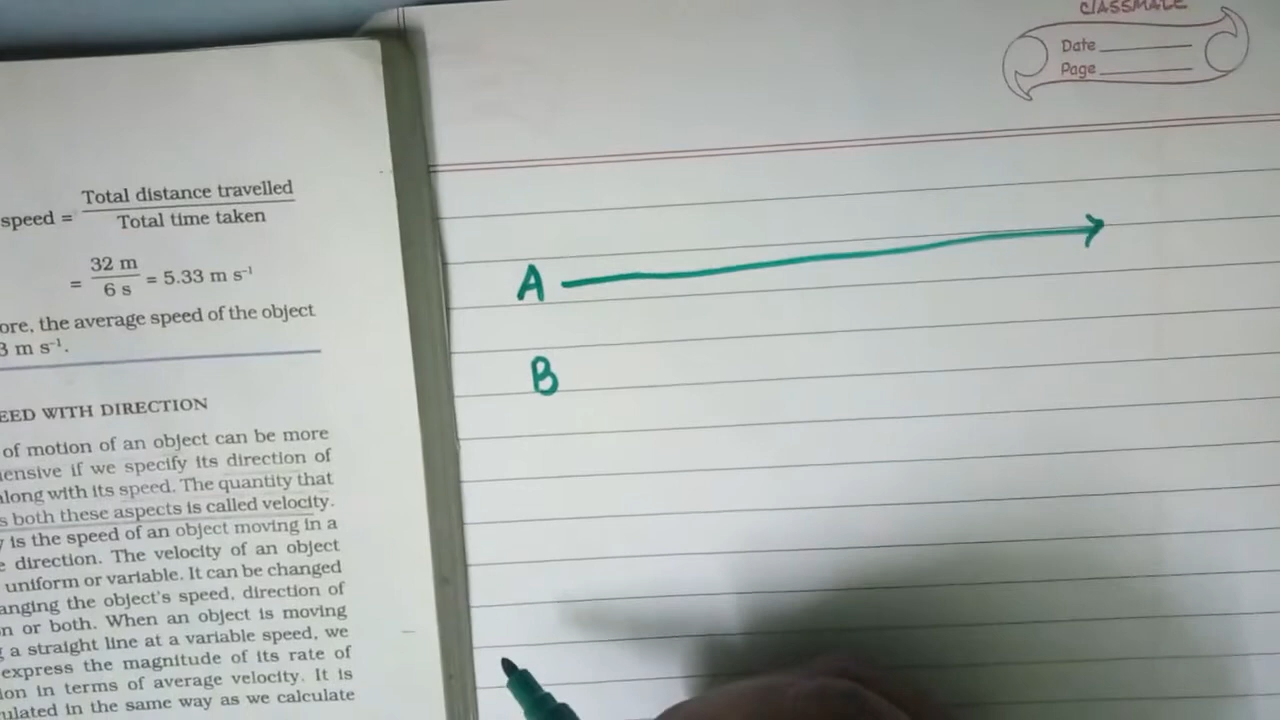 Total distance travelled
speed =
Total time taken
32 m
= = 5.33 m s⁻¹
6 s
ore, the average speed of the object
3 m s⁻¹.
EED WITH DIRECTION
of motion of an object can be more
ensive if we specify its direction of
along with its speed. The quantity that
s both these aspects is called velocity.
y is the speed of an object moving in a
e direction. The velocity of an object
uniform or variable. It can be changed
anging the object's speed, direction of
n or both. When an object is moving
g a straight line at a variable speed, we
express the magnitude of its rate of
ion in terms of average velocity. It is
ulated in the same way as we calculate
classmate
Date
Page
A
B